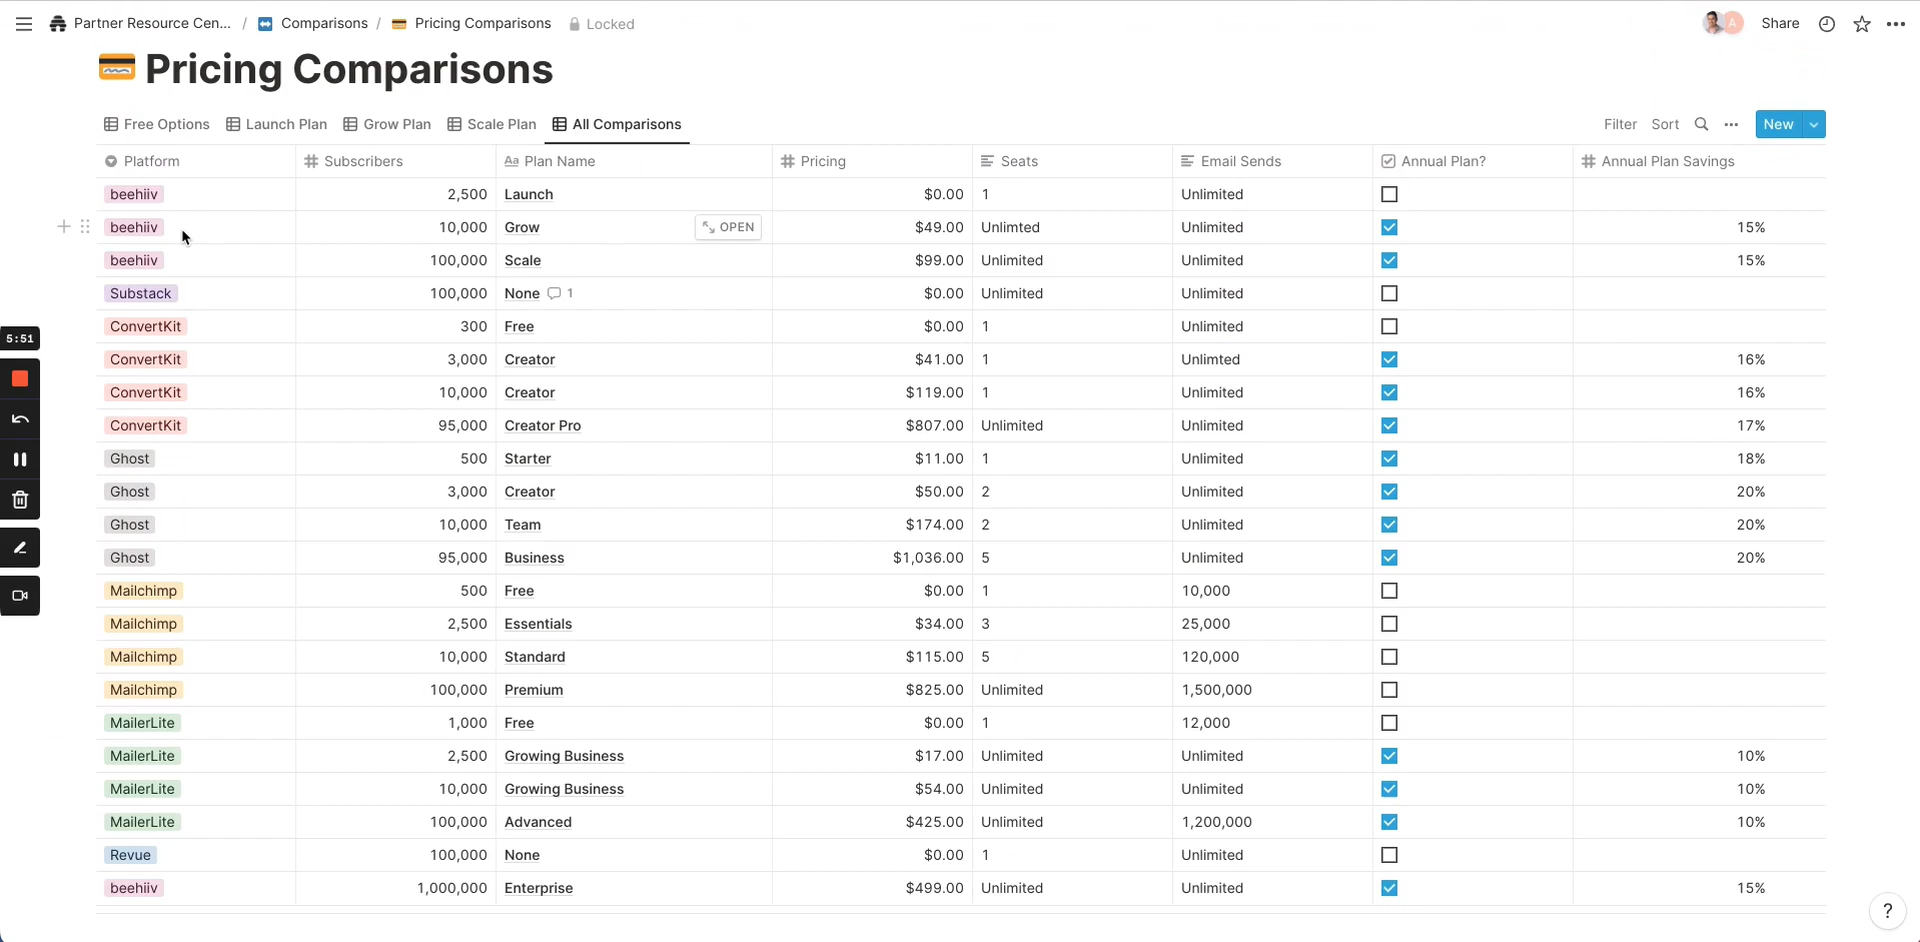 Partner Resource Cen... / Comparisons / Pricing Comparisons Locked A Share
Pricing Comparisons
Free Options Launch Plan Grow Plan Scale Plan All Comparisons Filter Sort New
Platform Subscribers Aa Plan Name Pricing Seats Email Sends Annual Plan? Annual Plan Savings
beehiiv 2,500 Launch $0.00 1 Unlimited
beehiiv 10,000 Grow OPEN $49.00 Unlimted Unlimited 15%
beehiiv 100,000 Scale $99.00 Unlimited Unlimited 15%
Substack 100,000 None 1 $0.00 Unlimited Unlimited
ConvertKit 300 Free $0.00 1 Unlimited
5:51
ConvertKit 3,000 Creator $41.00 1 Unlimted 16%
ConvertKit 10,000 Creator $119.00 1 Unlimited 16%
ConvertKit 95,000 Creator Pro $807.00 Unlimited Unlimited 17%
Ghost 500 Starter $11.00 1 Unlimited 18%
Ghost 3,000 Creator $50.00 2 Unlimited 20%
Ghost 10,000 Team $174.00 2 Unlimited 20%
Ghost 95,000 Business $1,036.00 5 Unlimited 20%
Mailchimp 500 Free $0.00 1 10,000
Mailchimp 2,500 Essentials $34.00 3 25,000
Mailchimp 10,000 Standard $115.00 5 120,000
Mailchimp 100,000 Premium $825.00 Unlimited 1,500,000
MailerLite 1,000 Free $0.00 1 12,000
MailerLite 2,500 Growing Business $17.00 Unlimited Unlimited 10%
MailerLite 10,000 Growing Business $54.00 Unlimited Unlimited 10%
MailerLite 100,000 Advanced $425.00 Unlimited 1,200,000 10%
Revue 100,000 None $0.00 1 Unlimited
beehiiv 1,000,000 Enterprise $499.00 Unlimited Unlimited 15%
?